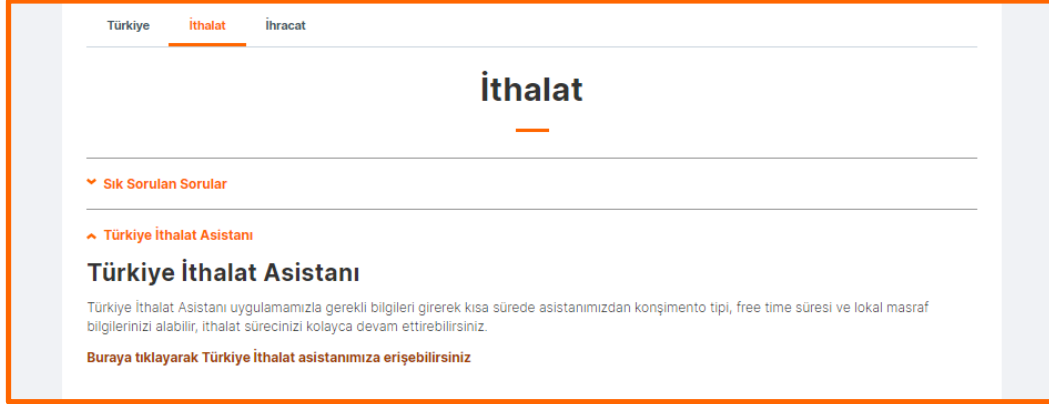 Türkiye İthalat İhracat
İthalat
Sık Sorulan Sorular
Türkiye İthalat Asistanı
Türkiye İthalat Asistanı
Türkiye İthalat Asistanı uygulamamızla gerekli bilgileri girerek kısa sürede asistanımızdan konşimento tipi, free time süresi ve lokal masraf
bilgilerinizi alabilir, ithalat sürecinizi kolayca devam ettirebilirsiniz.
Buraya tıklayarak Türkiye İthalat asistanımıza erişebilirsiniz